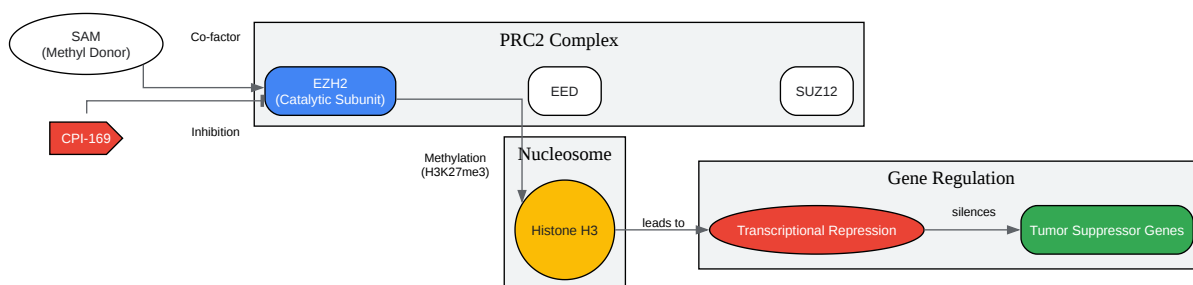 SAM
(Methyl Donor)
Co-factor
PRC2 Complex
EZH2
(Catalytic Subunit)
EED
SUZ12
CPI-169
Inhibition
Methylation
(H3K27me3)
Nucleosome
Histone H3
leads to
Gene Regulation
Transcriptional Repression
silences
Tumor Suppressor Genes